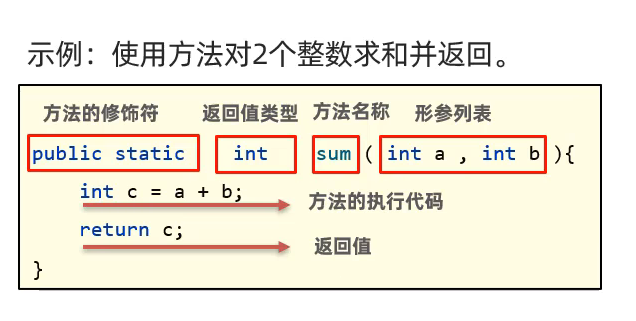 示例：使用方法对2个整数求和并返回。
方法的修饰符 返回值类型 方法名称 形参列表
public static int sum ( int a , int b ){
int c = a + b;
方法的执行代码
return c;
返回值
}